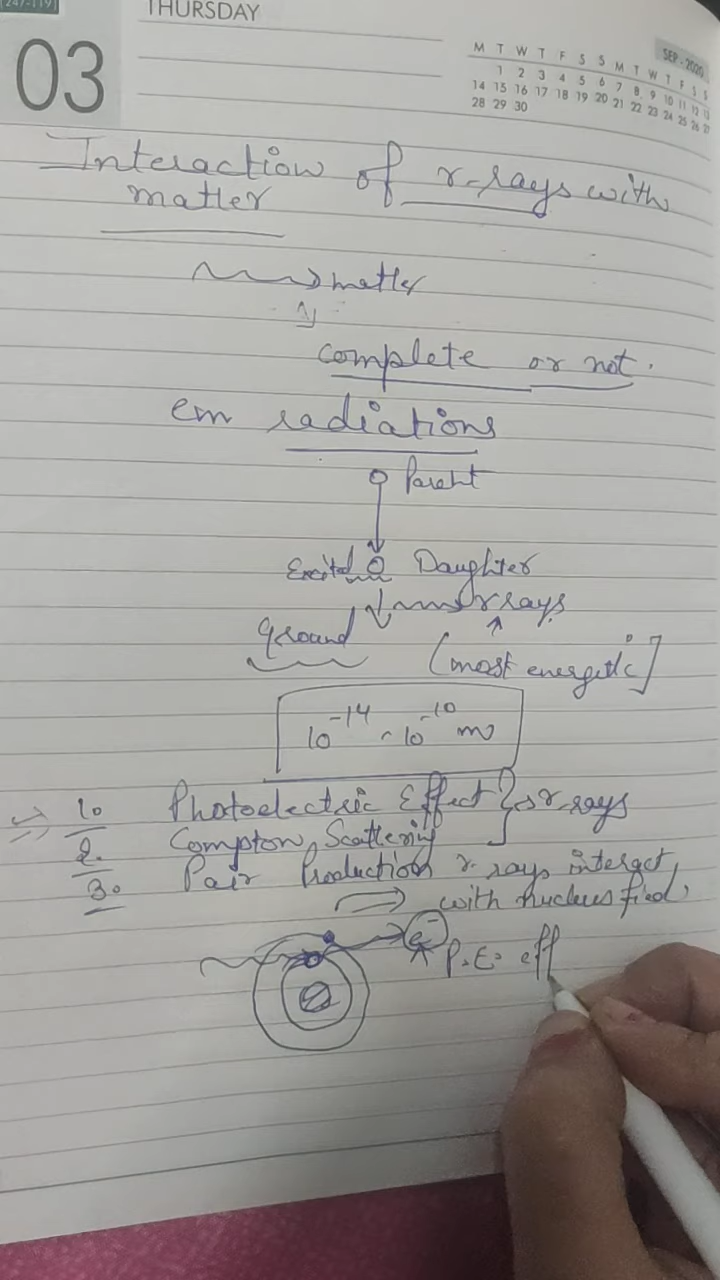 [247-119]
THURSDAY
03
SEP - 2020
M T W T F S S M T W T F S S
1 2 3 4 5 6 7 8 9 10 11 12 13
14 15 16 17 18 19 20 21 22 23 24 25 26 27
28 29 30
Interaction of r-rays with
matter
matter
complete or not.
em radiations
Parent
Excited Daughter
r rays
Ground
[most energetic]
10^-14 - 10^-10 m
1. Photoelectric Effect } r-rays
2. Compton Scattering
3. Pair Production r rays interact
with nucleus field,
e-
P.E. eff